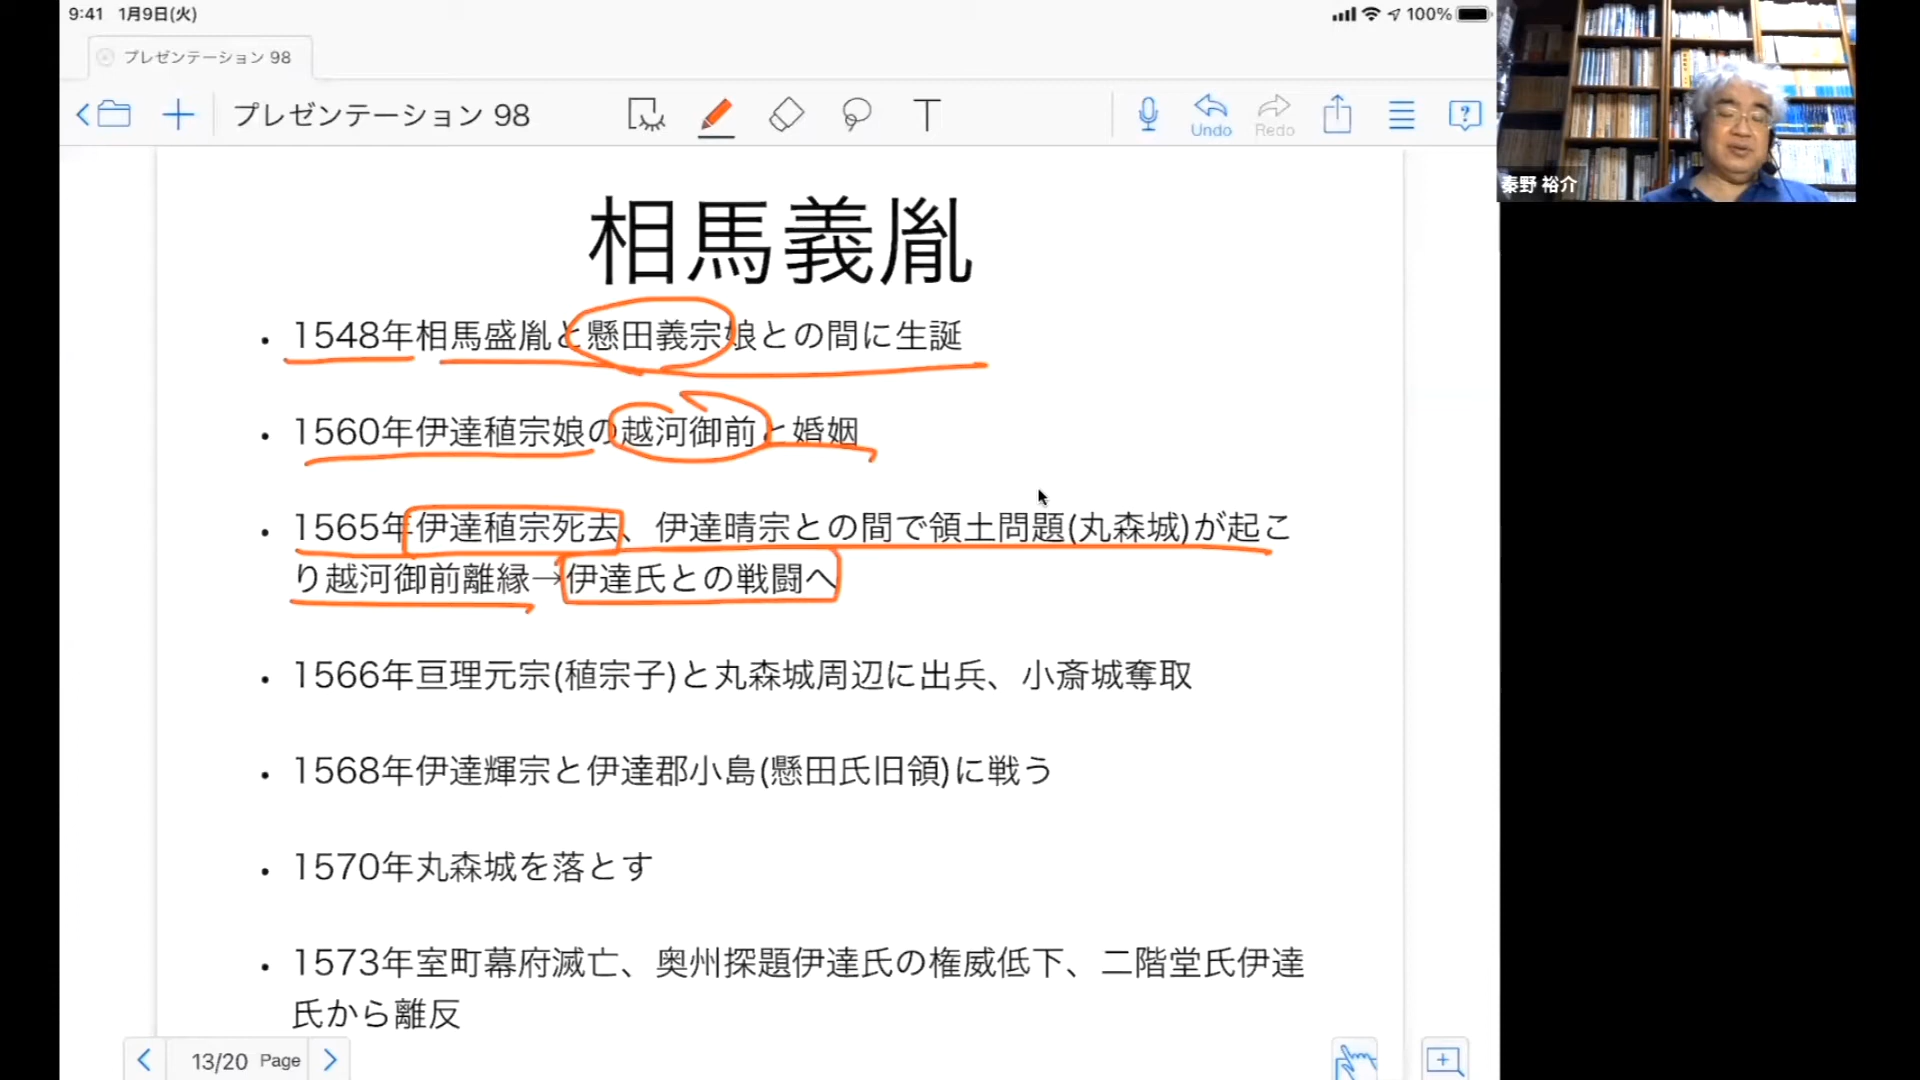 9:41 1月9日(火)
100%
プレゼンテーション 98
プレゼンテーション 98
T
Undo
Redo
秦野 裕介
相馬義胤
• 1548年相馬盛胤と懸田義宗娘との間に生誕
• 1560年伊達稙宗娘の越河御前と婚姻
• 1565年伊達稙宗死去、伊達晴宗との間で領土問題(丸森城)が起こ
り越河御前離縁→伊達氏との戦闘へ
• 1566年亘理元宗(稙宗子)と丸森城周辺に出兵、小斎城奪取
• 1568年伊達輝宗と伊達郡小島(懸田氏旧領)に戦う
• 1570年丸森城を落とす
• 1573年室町幕府滅亡、奥州探題伊達氏の権威低下、二階堂氏伊達
氏から離反
13/20 Page